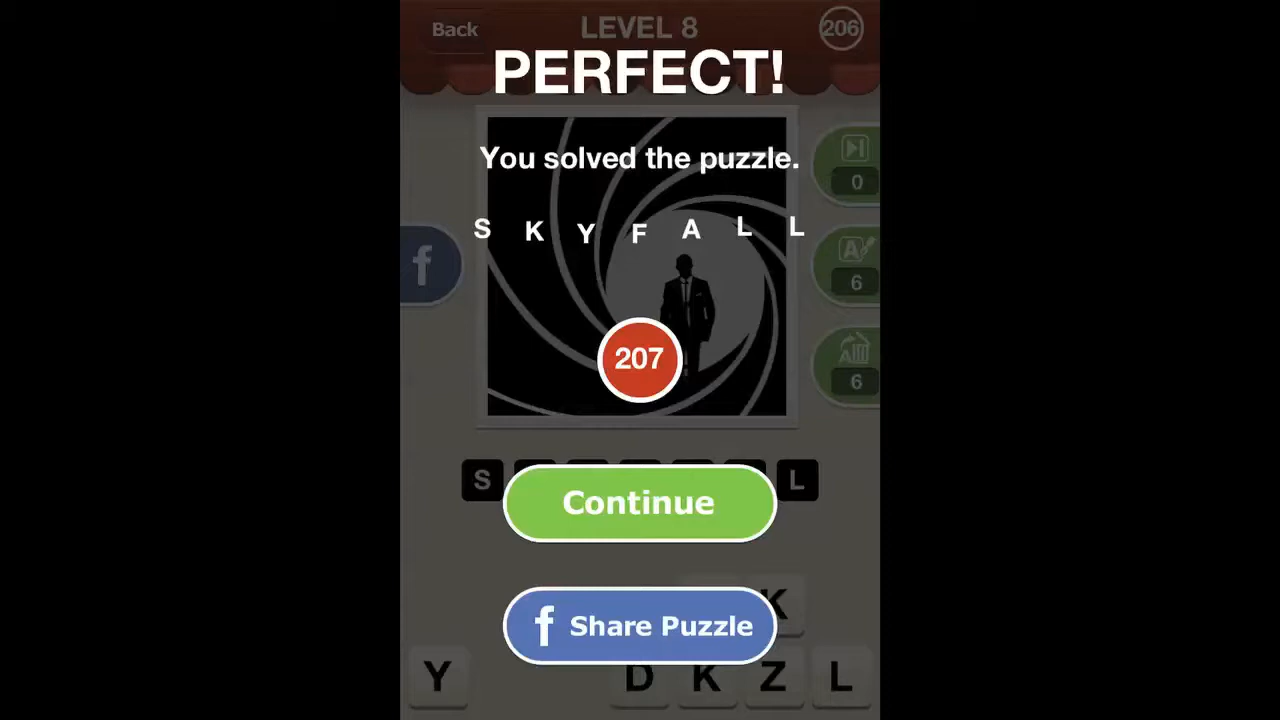 Back
LEVEL 8
206
PERFECT!
You solved the puzzle.
0
S K Y F A L L
f
A
6
207
A
6
S L
Continue
K
f Share Puzzle
Y D K Z L